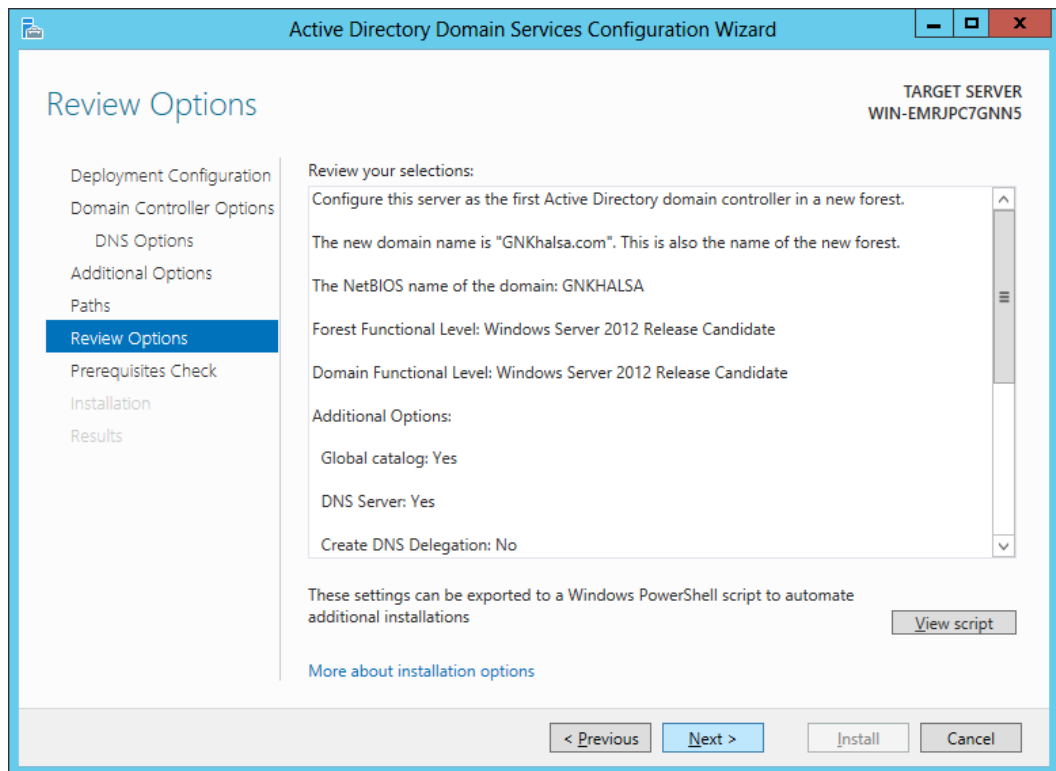 Active Directory Domain Services Configuration Wizard
Review Options
TARGET SERVER
WIN-EMRJPC7GNN5
Deployment Configuration
Domain Controller Options
DNS Options
Additional Options
Paths
Review Options
Prerequisites Check
Installation
Results
Review your selections:
Configure this server as the first Active Directory domain controller in a new forest.
The new domain name is "GNKhalsa.com". This is also the name of the new forest.
The NetBIOS name of the domain: GNKHALSA
Forest Functional Level: Windows Server 2012 Release Candidate
Domain Functional Level: Windows Server 2012 Release Candidate
Additional Options:
Global catalog: Yes
DNS Server: Yes
Create DNS Delegation: No
These settings can be exported to a Windows PowerShell script to automate
additional installations
View script
More about installation options
< Previous
Next >
Install
Cancel